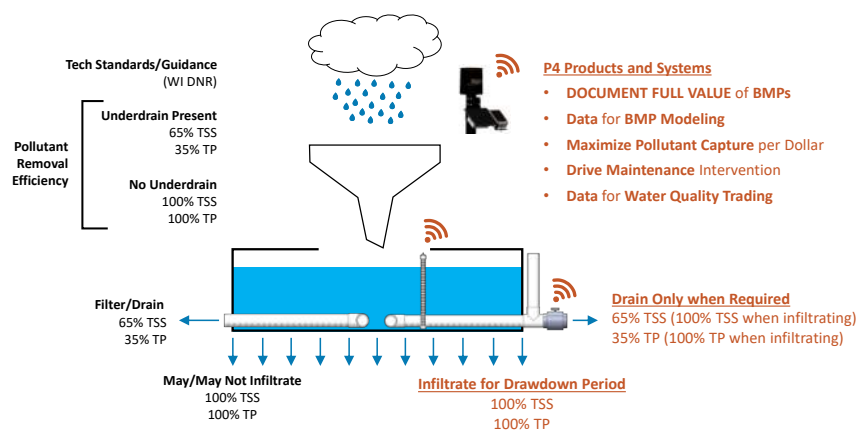 Tech Standards/Guidance
(WI DNR)
Pollutant
Removal
Efficiency
Underdrain Present
65% TSS
35% TP
No Underdrain
100% TSS
100% TP
P4 Products and Systems
• DOCUMENT FULL VALUE of BMPs
• Data for BMP Modeling
• Maximize Pollutant Capture per Dollar
• Drive Maintenance Intervention
• Data for Water Quality Trading
Filter/Drain
65% TSS
35% TP
Drain Only when Required
65% TSS (100% TSS when infiltrating)
35% TP (100% TP when infiltrating)
May/May Not Infiltrate
100% TSS
100% TP
Infiltrate for Drawdown Period
100% TSS
100% TP